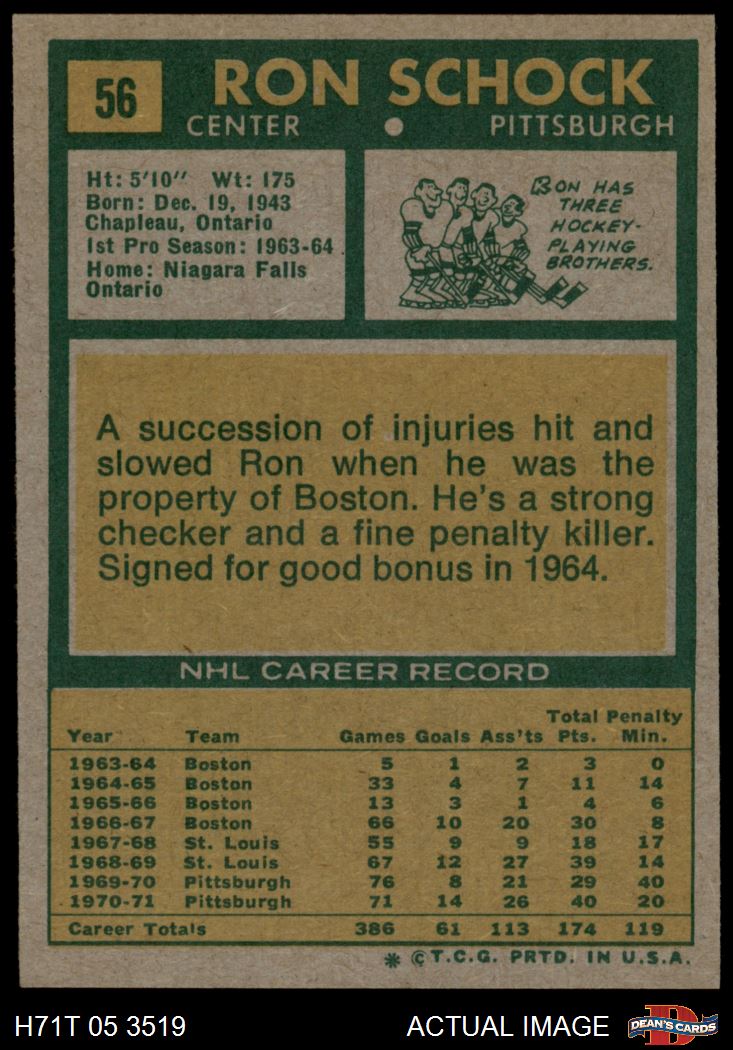 56
RON SCHOCK
CENTER • PITTSBURGH
Ht: 5'10" Wt: 175
Born: Dec. 19, 1943
Chapleau, Ontario
1st Pro Season: 1963-64
Home: Niagara Falls
Ontario
RON HAS
THREE
HOCKEY-
PLAYING
BROTHERS.
A succession of injuries hit and
slowed Ron when he was the
property of Boston. He's a strong
checker and a fine penalty killer.
Signed for good bonus in 1964.
NHL CAREER RECORD
Total Penalty
Year Team Games Goals Ass'ts Pts. Min.
1963-64 Boston 5 1 2 3 0
1964-65 Boston 33 4 7 11 14
1965-66 Boston 13 3 1 4 6
1966-67 Boston 66 10 20 30 8
1967-68 St. Louis 55 9 9 18 17
1968-69 St. Louis 67 12 27 39 14
1969-70 Pittsburgh 76 8 21 29 40
1970-71 Pittsburgh 71 14 26 40 20
Career Totals 386 61 113 174 119
* © T.C.G. PRTD. IN U.S.A.
H71T 05 3519 ACTUAL IMAGE DEAN'S CARDS